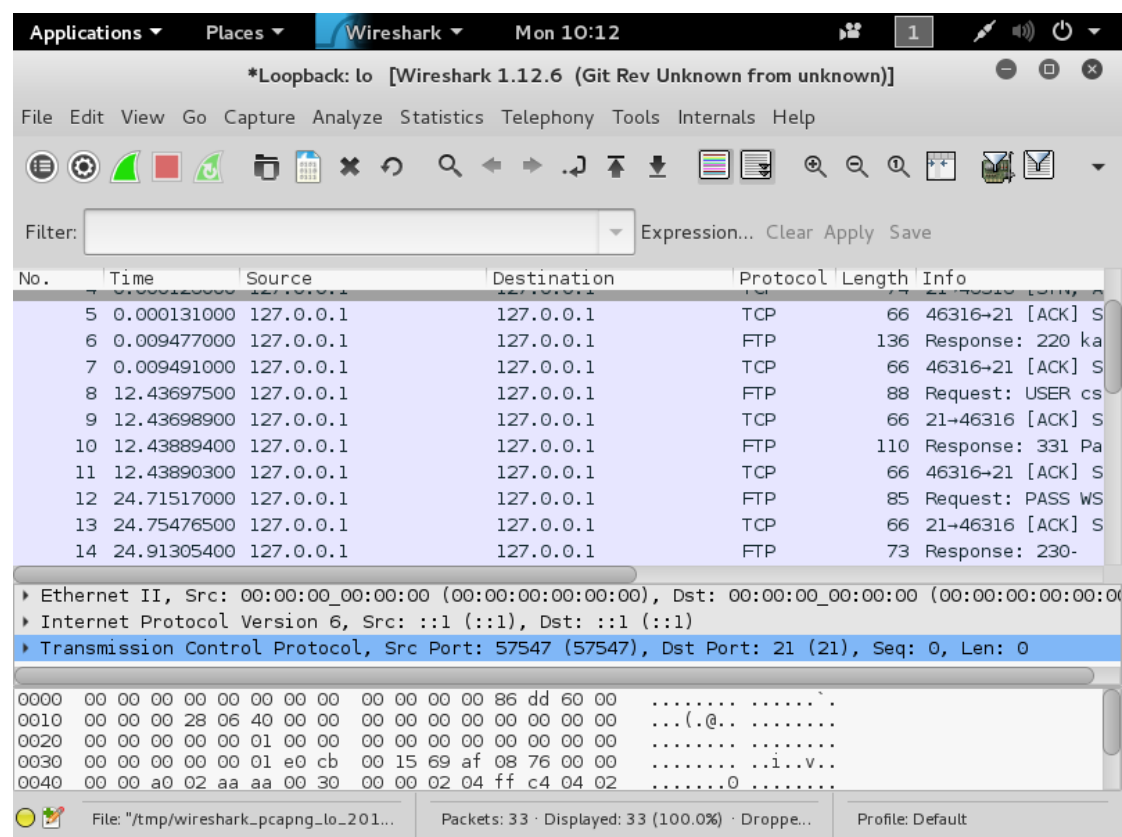 Applications Places Wireshark Mon 10:12 1
*Loopback: lo [Wireshark 1.12.6 (Git Rev Unknown from unknown)]
File Edit View Go Capture Analyze Statistics Telephony Tools Internals Help
Filter: Expression... Clear Apply Save
No. Time Source Destination Protocol Length Info
5 0.000131000 127.0.0.1 127.0.0.1 TCP 66 46316→21 [ACK] S
6 0.009477000 127.0.0.1 127.0.0.1 FTP 136 Response: 220 ka
7 0.009491000 127.0.0.1 127.0.0.1 TCP 66 46316→21 [ACK] S
8 12.43697500 127.0.0.1 127.0.0.1 FTP 88 Request: USER cs
9 12.43698900 127.0.0.1 127.0.0.1 TCP 66 21→46316 [ACK] S
10 12.43889400 127.0.0.1 127.0.0.1 FTP 110 Response: 331 Pa
11 12.43890300 127.0.0.1 127.0.0.1 TCP 66 46316→21 [ACK] S
12 24.71517000 127.0.0.1 127.0.0.1 FTP 85 Request: PASS WS
13 24.75476500 127.0.0.1 127.0.0.1 TCP 66 21→46316 [ACK] S
14 24.91305400 127.0.0.1 127.0.0.1 FTP 73 Response: 230-
Ethernet II, Src: 00:00:00_00:00:00 (00:00:00:00:00:00), Dst: 00:00:00_00:00:00 (00:00:00:00:00:0
Internet Protocol Version 6, Src: ::1 (::1), Dst: ::1 (::1)
Transmission Control Protocol, Src Port: 57547 (57547), Dst Port: 21 (21), Seq: 0, Len: 0
0000 00 00 00 00 00 00 00 00 00 00 00 00 86 dd 60 00 ........ ......`.
0010 00 00 00 28 06 40 00 00 00 00 00 00 00 00 00 00 ...(.@.. ........
0020 00 00 00 00 00 01 00 00 00 00 00 00 00 00 00 00 ........ ........
0030 00 00 00 00 00 01 e0 cb 00 15 69 af 08 76 00 00 ........ ..i..v..
0040 00 00 a0 02 aa aa 00 30 00 00 02 04 ff c4 04 02 .......0 ........
File: "/tmp/wireshark_pcapng_lo_201... Packets: 33 · Displayed: 33 (100.0%) · Droppe... Profile: Default